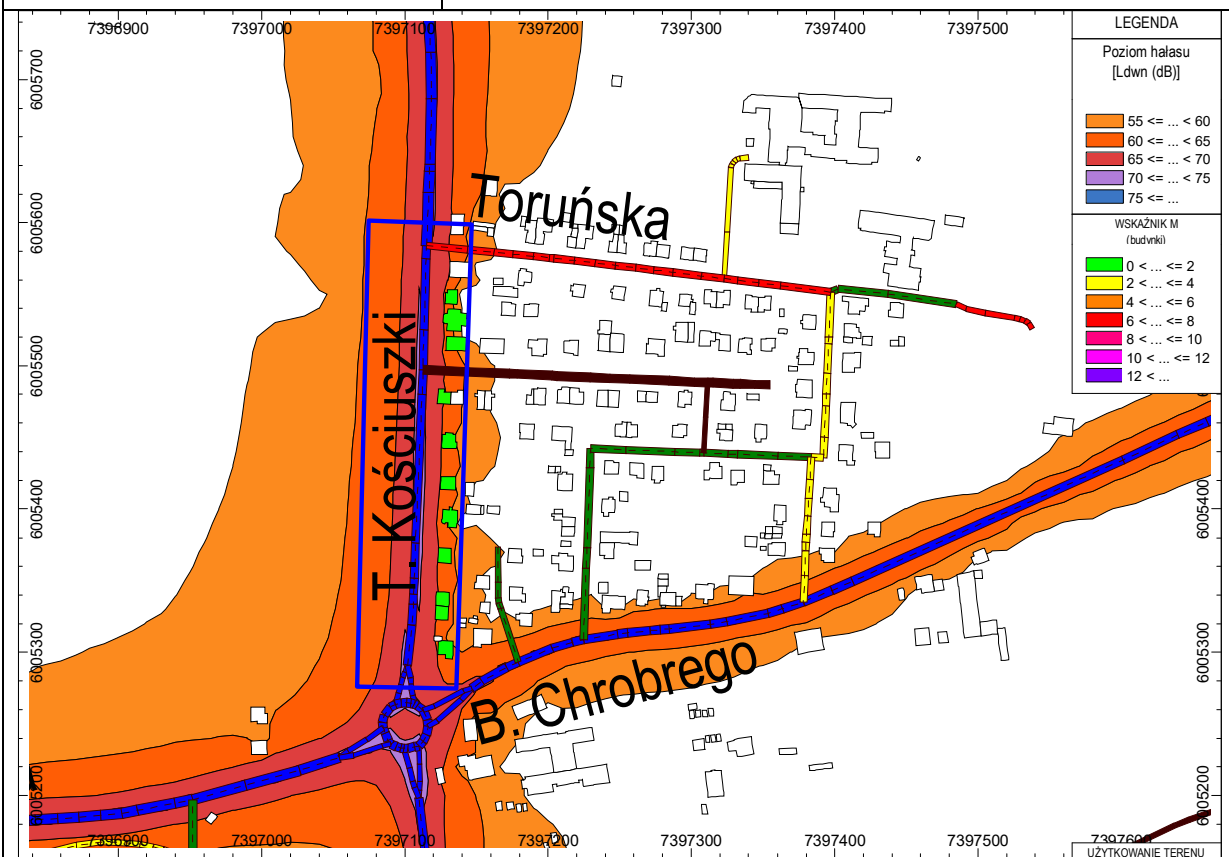 7396900 7397000 7397100 7397200 7397300 7397400 7397500
LEGENDA
Poziom hałasu
[Ldwn (dB)]
55 <= ... < 60
60 <= ... < 65
65 <= ... < 70
70 <= ... < 75
75 <= ...
WSKAŹNIK M
(budynki)
0 < ... <= 2
2 < ... <= 4
4 < ... <= 6
6 < ... <= 8
8 < ... <= 10
10 < ... <= 12
12 < ...
6005700
6005600
6005500
6005400
6005300
6005200
Toruńska
T. Kościuszki
B. Chrobrego
6005400
6005300
6005200
7396900 7397000 7397100 7397200 7397300 7397400 7397500 7397600
UŻYTKOWANIE TERENU